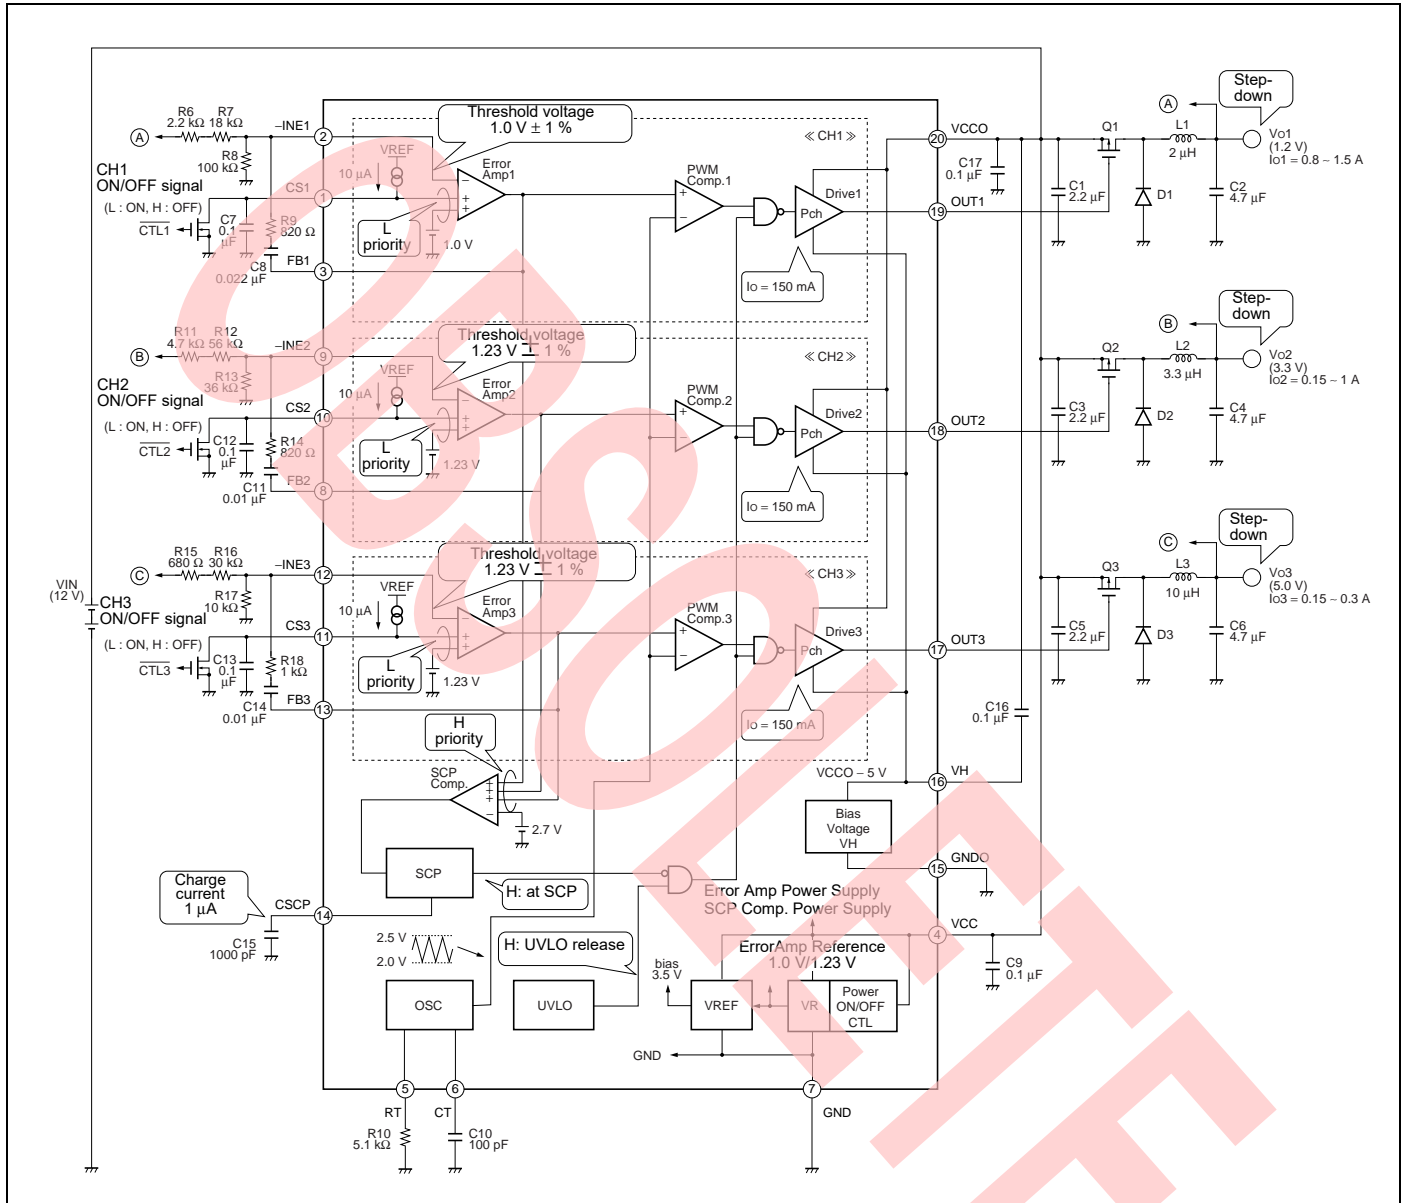 Step-
down
A
R6
2.2 kΩ
R7
18 kΩ
–INE1
2
R8
100 kΩ
CH1
ON/OFF signal
(L : ON, H : OFF)
CS1
1
CTL1
C7
0.1
µF
R9
820 Ω
C8
0.022 µF
FB1
3
Threshold voltage
1.0 V ± 1 %
VREF
10 µA
Error
Amp1
L
priority
1.0 V
≪ CH1 ≫
PWM
Comp.1
Drive1
Pch
IO = 150 mA
20
VCCO
C17
0.1 µF
19
OUT1
A
Q1
L1
2 µH
C1
2.2 µF
D1
C2
4.7 µF
VO1
(1.2 V)
IO1 = 0.8 ~ 1.5 A
B
R11
4.7 kΩ
R12
56 kΩ
–INE2
9
R13
36 kΩ
CH2
ON/OFF signal
(L : ON, H : OFF)
CS2
10
CTL2
C12
0.1
µF
R14
820 Ω
C11
0.01 µF
FB2
8
Threshold voltage
1.23 V ± 1 %
VREF
10 µA
Error
Amp2
L
priority
1.23 V
≪ CH2 ≫
PWM
Comp.2
Drive2
Pch
IO = 150 mA
18
OUT2
Step-
down
B
Q2
L2
3.3 µH
C3
2.2 µF
D2
C4
4.7 µF
VO2
(3.3 V)
IO2 = 0.15 ~ 1 A
VIN
(12 V)
C
R15
680 Ω
R16
30 kΩ
–INE3
12
R17
10 kΩ
CH3
ON/OFF signal
(L : ON, H : OFF)
CS3
11
CTL3
C13
0.1
µF
R18
1 kΩ
C14
0.01 µF
FB3
13
Threshold voltage
1.23 V ± 1 %
VREF
10 µA
Error
Amp3
L
priority
1.23 V
≪ CH3 ≫
PWM
Comp.3
Drive3
Pch
IO = 150 mA
17
OUT3
Step-
down
C
Q3
L3
10 µH
C5
2.2 µF
D3
C6
4.7 µF
VO3
(5.0 V)
IO3 = 0.15 ~ 0.3 A
H
priority
SCP
Comp.
2.7 V
C16
0.1 µF
VCCO – 5 V
16
VH
Bias
Voltage
VH
15
GNDO
SCP
H: at SCP
Charge
current
1 µA
CSCP
14
C15
1000 pF
Error Amp Power Supply
SCP Comp. Power Supply
4
VCC
C9
0.1 µF
2.5 V
2.0 V
H: UVLO release
ErrorAmp Reference
1.0 V/1.23 V
bias
3.5 V
OSC
UVLO
VREF
VR
Power
ON/OFF
CTL
GND
5
6
7
RT
CT
GND
R10
5.1 kΩ
C10
100 pF
OBSOLETE